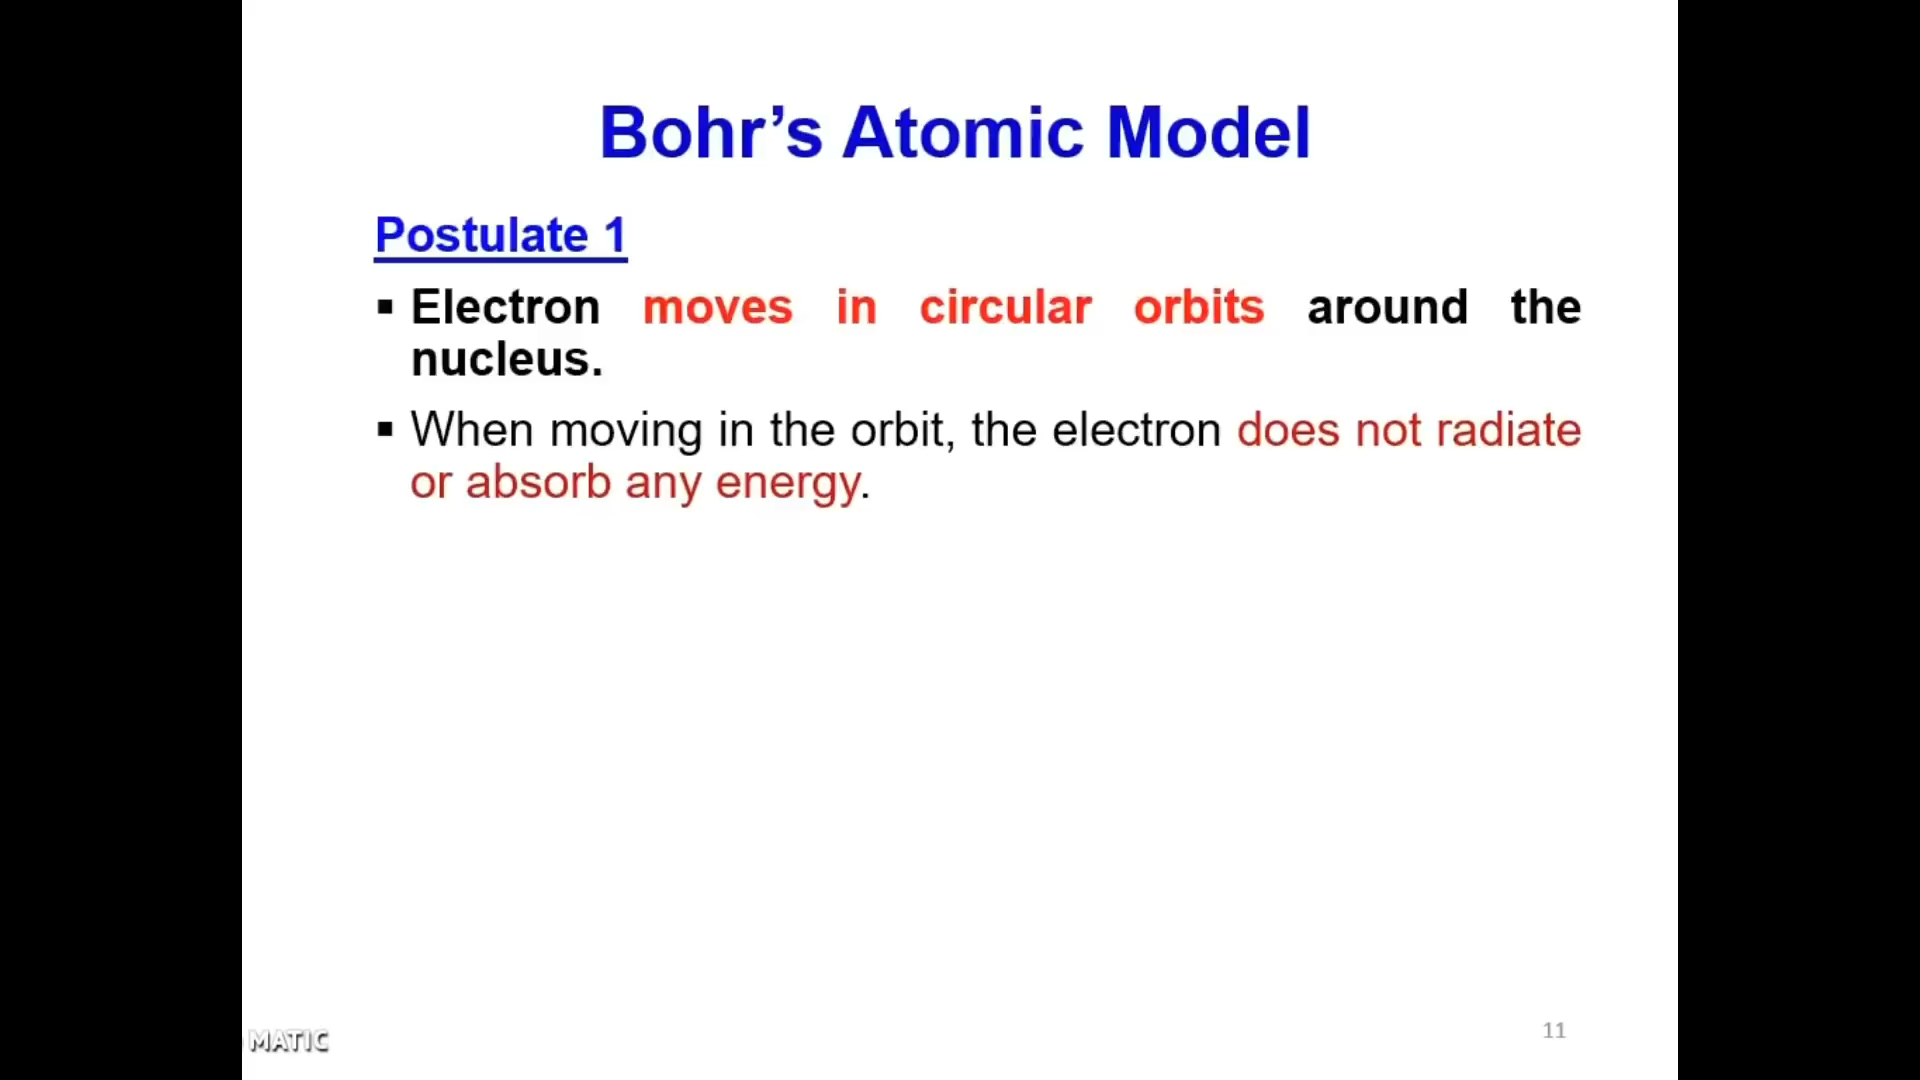 Bohr’s Atomic Model
Postulate 1
▪ Electron moves in circular orbits around the
nucleus.
▪ When moving in the orbit, the electron does not radiate
or absorb any energy.
MATIC
11